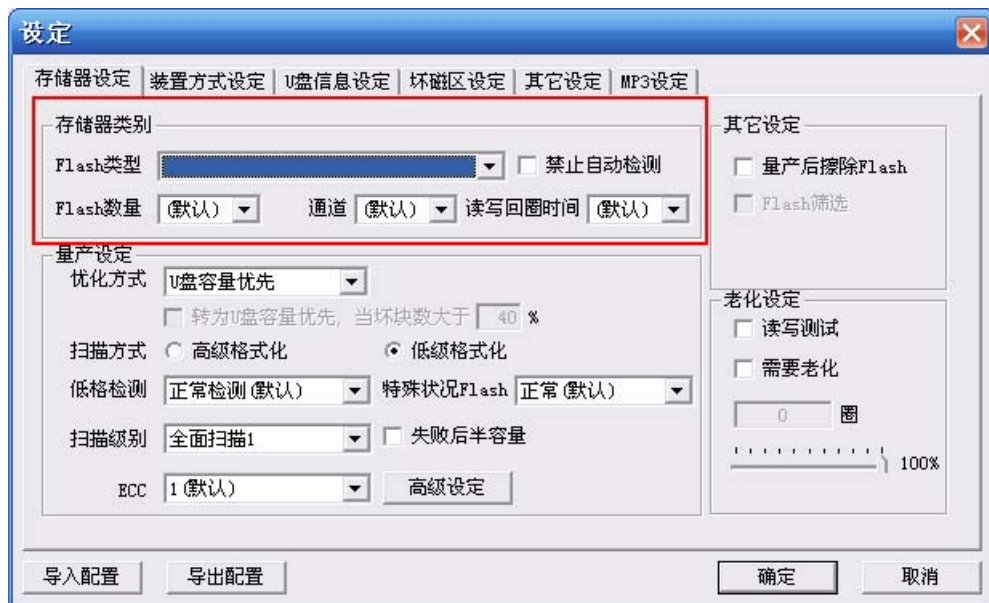 设定
存储器设定 装置方式设定 U盘信息设定 坏磁区设定 其它设定 MP3设定
存储器类别
Flash类型 禁止自动检测
Flash数量 (默认) 通道 (默认) 读写回圈时间 (默认)
其它设定
量产后擦除Flash
Flash筛选
量产设定
优化方式 U盘容量优先
转为U盘容量优先, 当坏块数大于 40 %
扫描方式 高级格式化 低级格式化
低格检测 正常检测(默认) 特殊状况Flash 正常(默认)
扫描级别 全面扫描1 失败后半容量
ECC 1(默认) 高级设定
老化设定
读写测试
需要老化
0 圈
100%
导入配置 导出配置 确定 取消